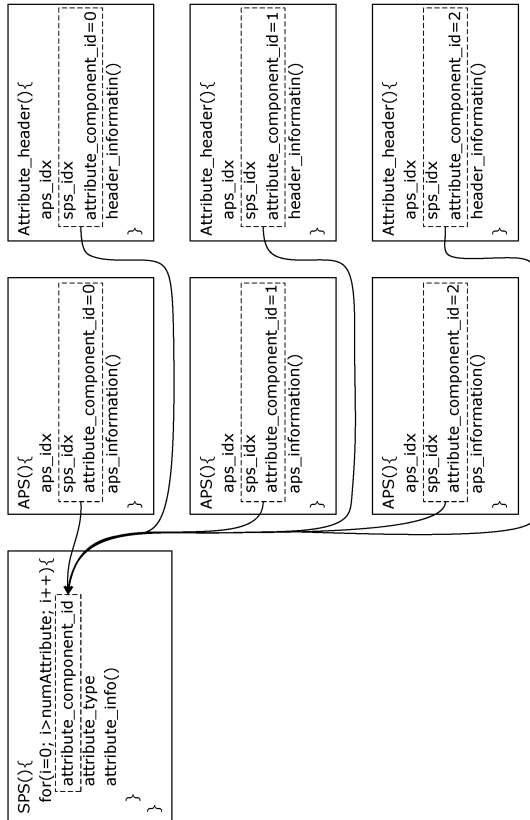 SPS(){
for(i=0; i>numAttribute; i++){
attribute_component_id
attribute_type
attribute_info()
}
}
APS(){
aps_idx
sps_idx
attribute_component_id=0
aps_information()
}
Attribute_header(){
aps_idx
sps_idx
attribute_component_id=0
header_informatin()
}
APS(){
aps_idx
sps_idx
attribute_component_id=1
aps_information()
}
Attribute_header(){
aps_idx
sps_idx
attribute_component_id=1
header_informatin()
}
APS(){
aps_idx
sps_idx
attribute_component_id=2
aps_information()
}
Attribute_header(){
aps_idx
sps_idx
attribute_component_id=2
header_informatin()
}